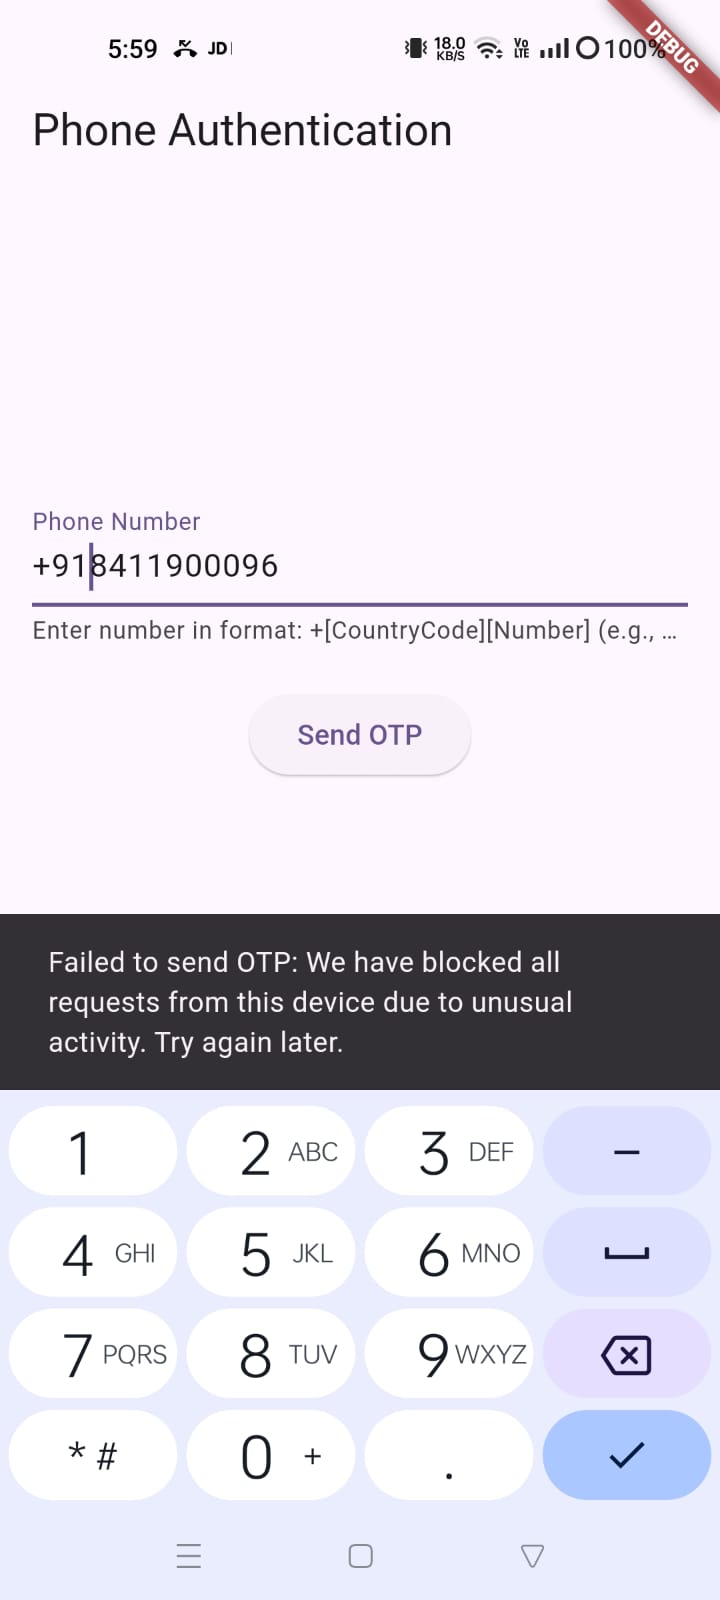 5:59 JD 18.0 KB/S Vo LTE 100%
DEBUG
Phone Authentication
Phone Number
+918411900096
Enter number in format: +[CountryCode][Number] (e.g., ...
Send OTP
Failed to send OTP: We have blocked all
requests from this device due to unusual
activity. Try again later.
1 2 ABC 3 DEF –
4 GHI 5 JKL 6 MNO
7 PQRS 8 TUV 9 WXYZ
* # 0 + .